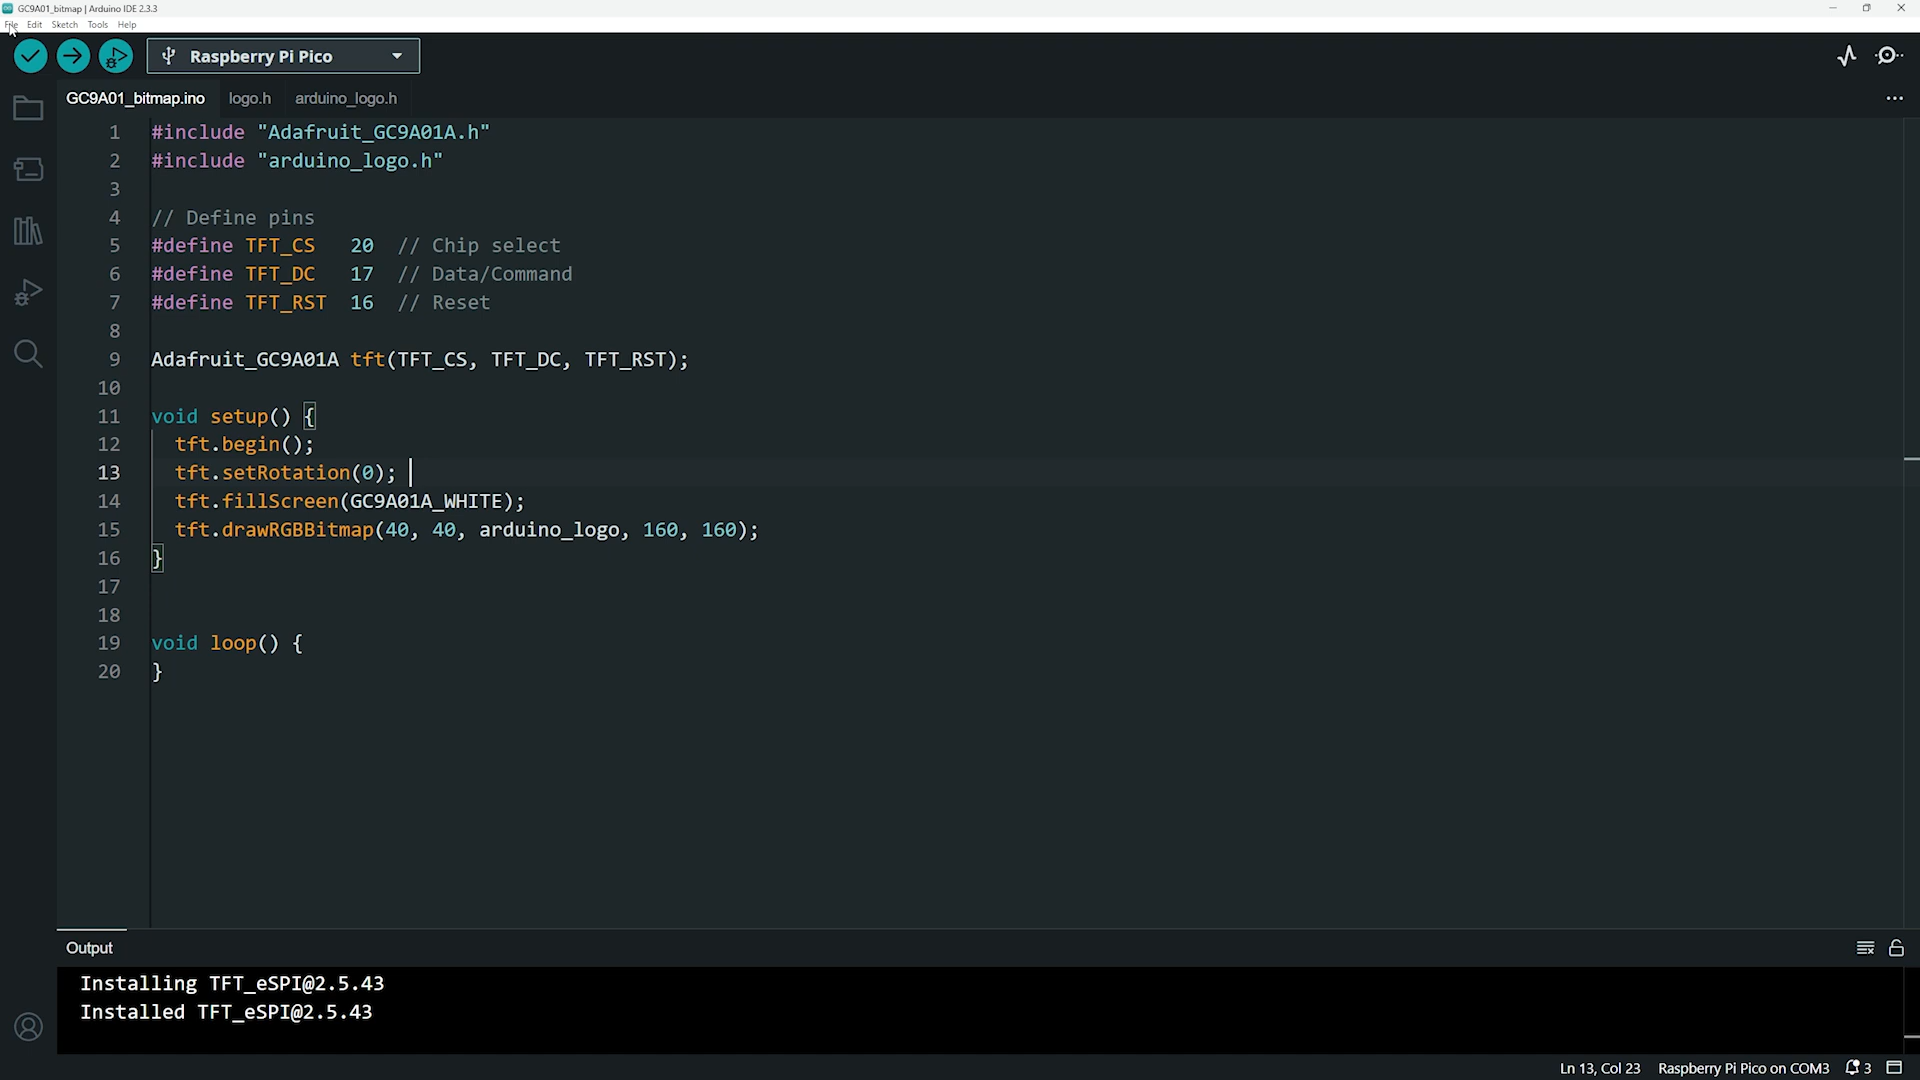 GC9A01_bitmap | Arduino IDE 2.3.3
File Edit Sketch Tools Help
Raspberry Pi Pico
GC9A01_bitmap.ino logo.h arduino_logo.h
1 #include "Adafruit_GC9A01A.h"
2 #include "arduino_logo.h"
3
4 // Define pins
5 #define TFT_CS 20 // Chip select
6 #define TFT_DC 17 // Data/Command
7 #define TFT_RST 16 // Reset
8
9 Adafruit_GC9A01A tft(TFT_CS, TFT_DC, TFT_RST);
10
11 void setup() {
12 tft.begin();
13 tft.setRotation(0);
14 tft.fillScreen(GC9A01A_WHITE);
15 tft.drawRGBBitmap(40, 40, arduino_logo, 160, 160);
16 }
17
18
19 void loop() {
20 }
Output
Installing TFT_eSPI@2.5.43
Installed TFT_eSPI@2.5.43
Ln 13, Col 23 Raspberry Pi Pico on COM3 3